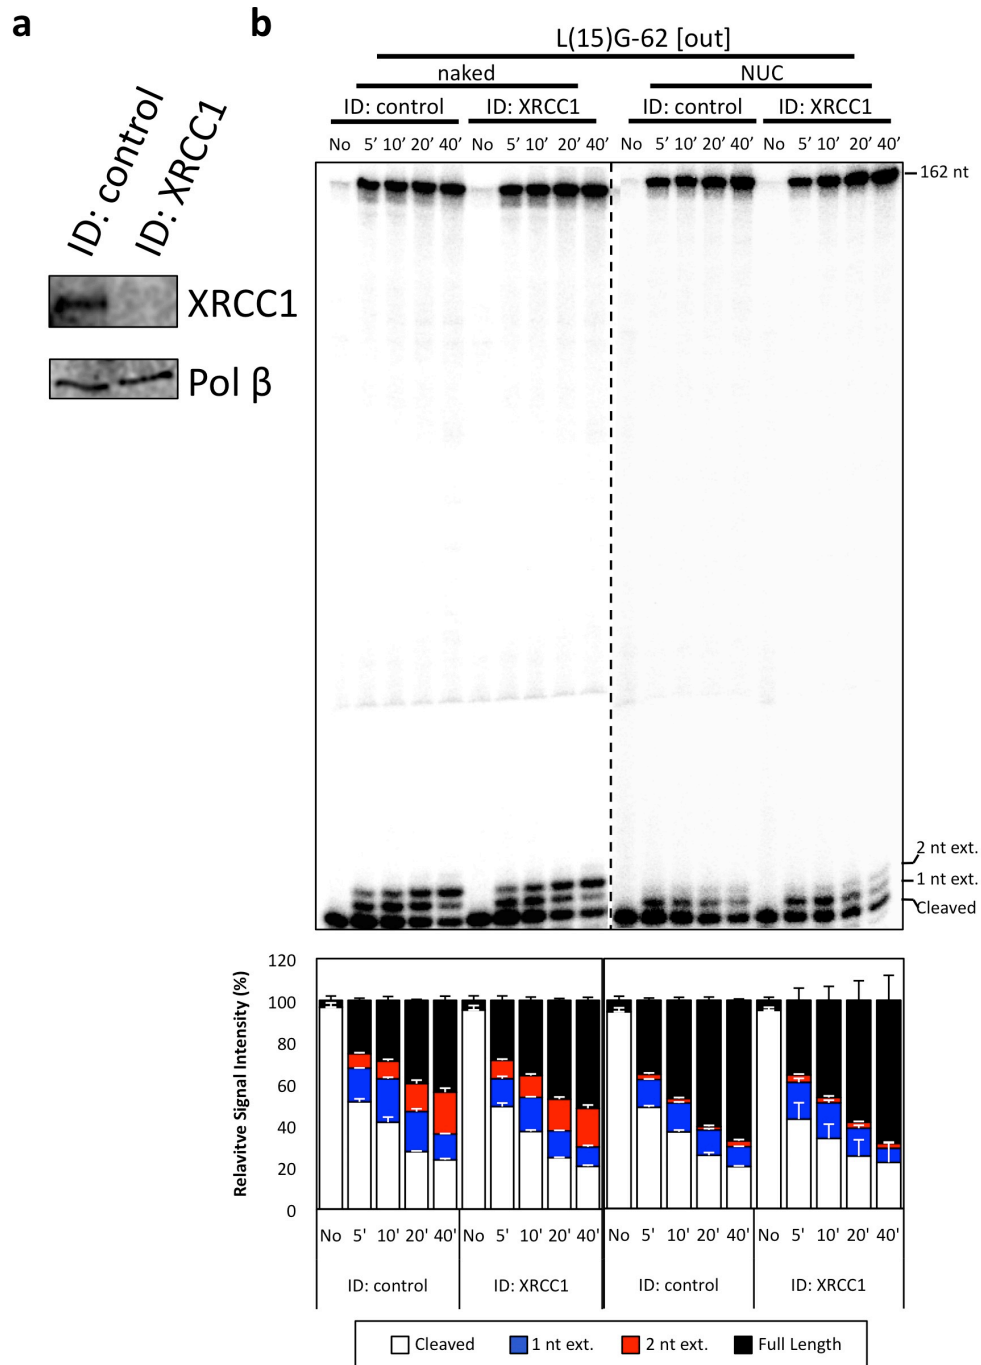 a
b
ID: control
ID: XRCC1
XRCC1
Pol β
L(15)G-62 [out]
naked NUC
ID: control ID: XRCC1 ID: control ID: XRCC1
No 5' 10' 20' 40' No 5' 10' 20' 40' No 5' 10' 20' 40' No 5' 10' 20' 40'
162 nt
2 nt ext.
1 nt ext.
Cleaved
Relavitve Signal Intensity (%)
120
100
80
60
40
20
0
No 5' 10' 20' 40' No 5' 10' 20' 40' No 5' 10' 20' 40' No 5' 10' 20' 40'
ID: control ID: XRCC1 ID: control ID: XRCC1
Cleaved 1 nt ext. 2 nt ext. Full Length